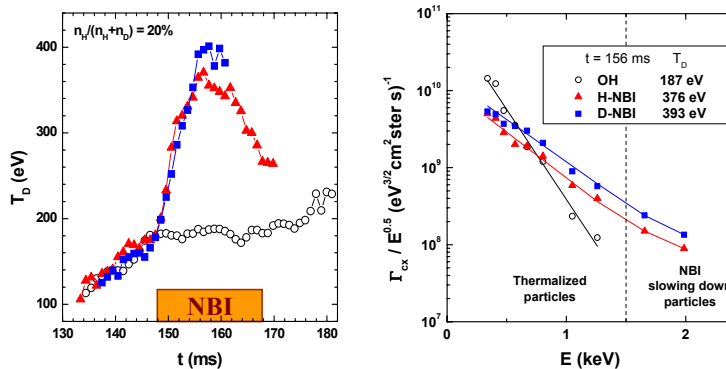 n_H/(n_H+n_D) = 20%
400
300
200
100
T_D (eV)
NBI
130 140 150 160 170 180
t (ms)
10^11
10^10
10^9
10^8
10^7
Γ_cx / E^0.5 (eV^3/2 cm^2 ster s)^-1
t = 156 ms T_D
OH 187 eV
H-NBI 376 eV
D-NBI 393 eV
Thermalized
particles
NBI
slowing down
particles
0 1 2
E (keV)